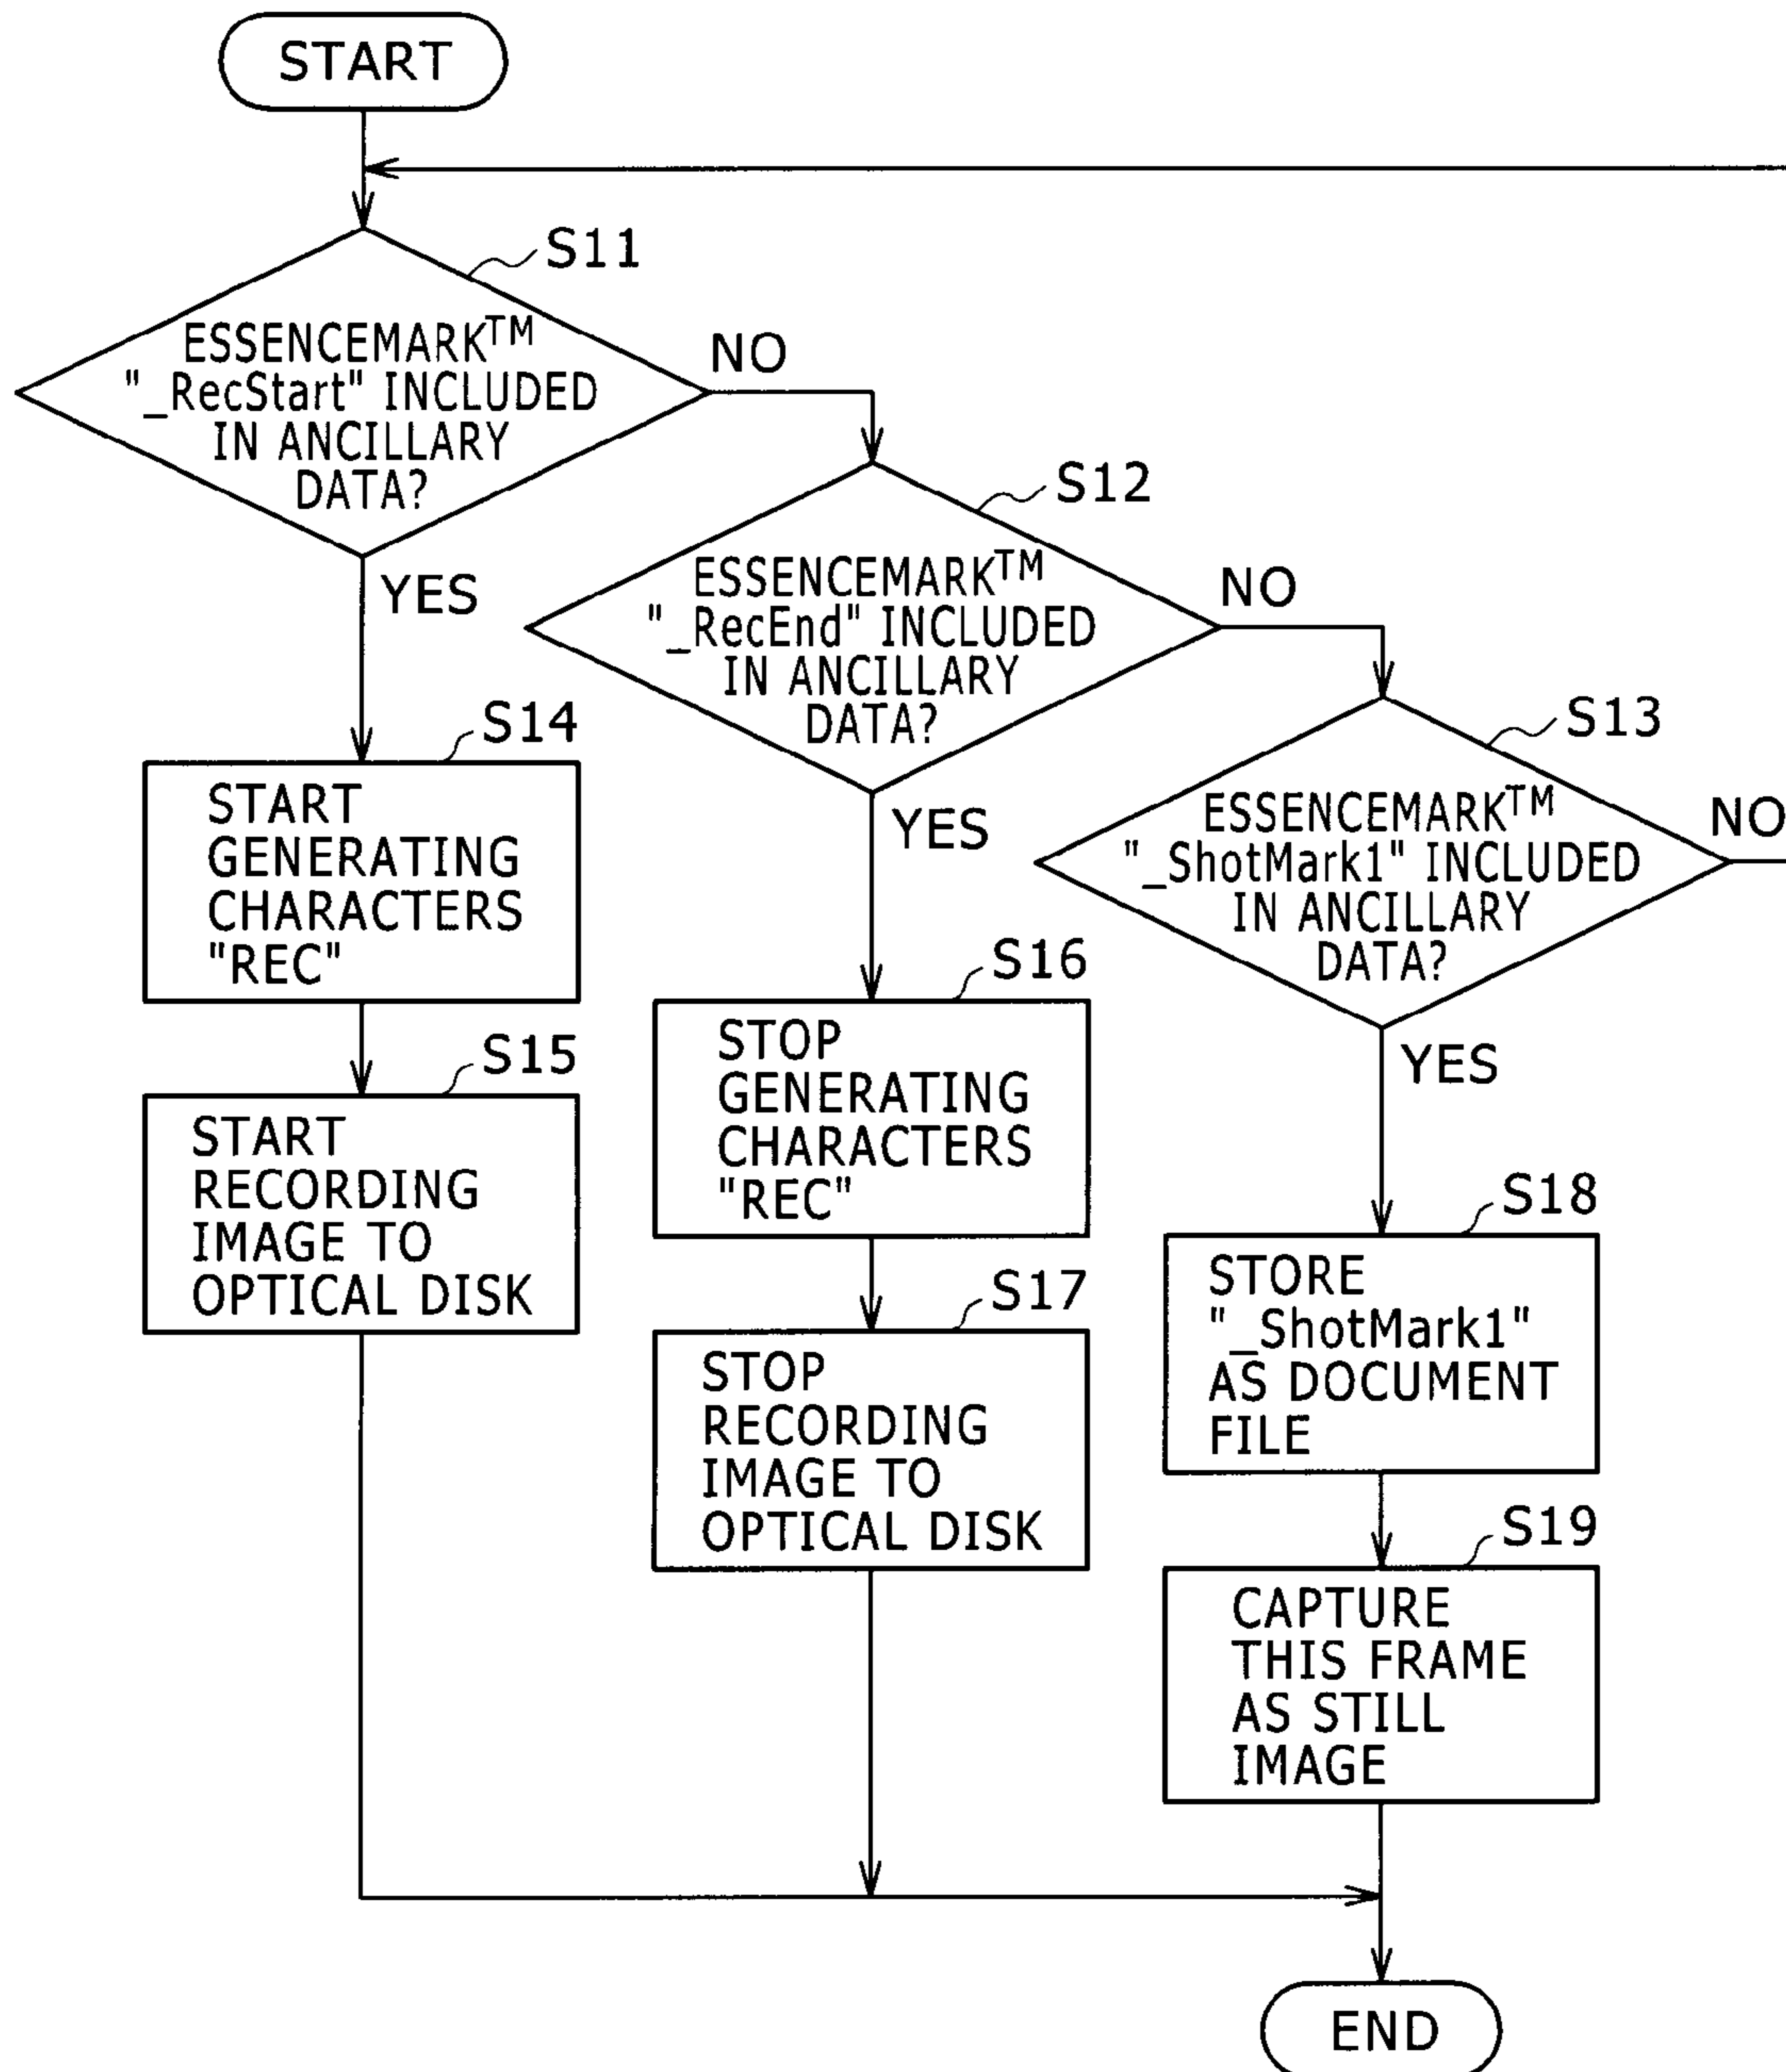 START
S11
ESSENCEMARK™
"_RecStart" INCLUDED
IN ANCILLARY
DATA?
NO
YES
S12
ESSENCEMARK™
"_RecEnd" INCLUDED
IN ANCILLARY
DATA?
NO
YES
S13
ESSENCEMARK™
"_ShotMark1" INCLUDED
IN ANCILLARY
DATA?
NO
YES
S14
START
GENERATING
CHARACTERS
"REC"
S15
START
RECORDING
IMAGE TO
OPTICAL DISK
S16
STOP
GENERATING
CHARACTERS
"REC"
S17
STOP
RECORDING
IMAGE TO
OPTICAL DISK
S18
STORE
"_ShotMark1"
AS DOCUMENT
FILE
S19
CAPTURE
THIS FRAME
AS STILL
IMAGE
END